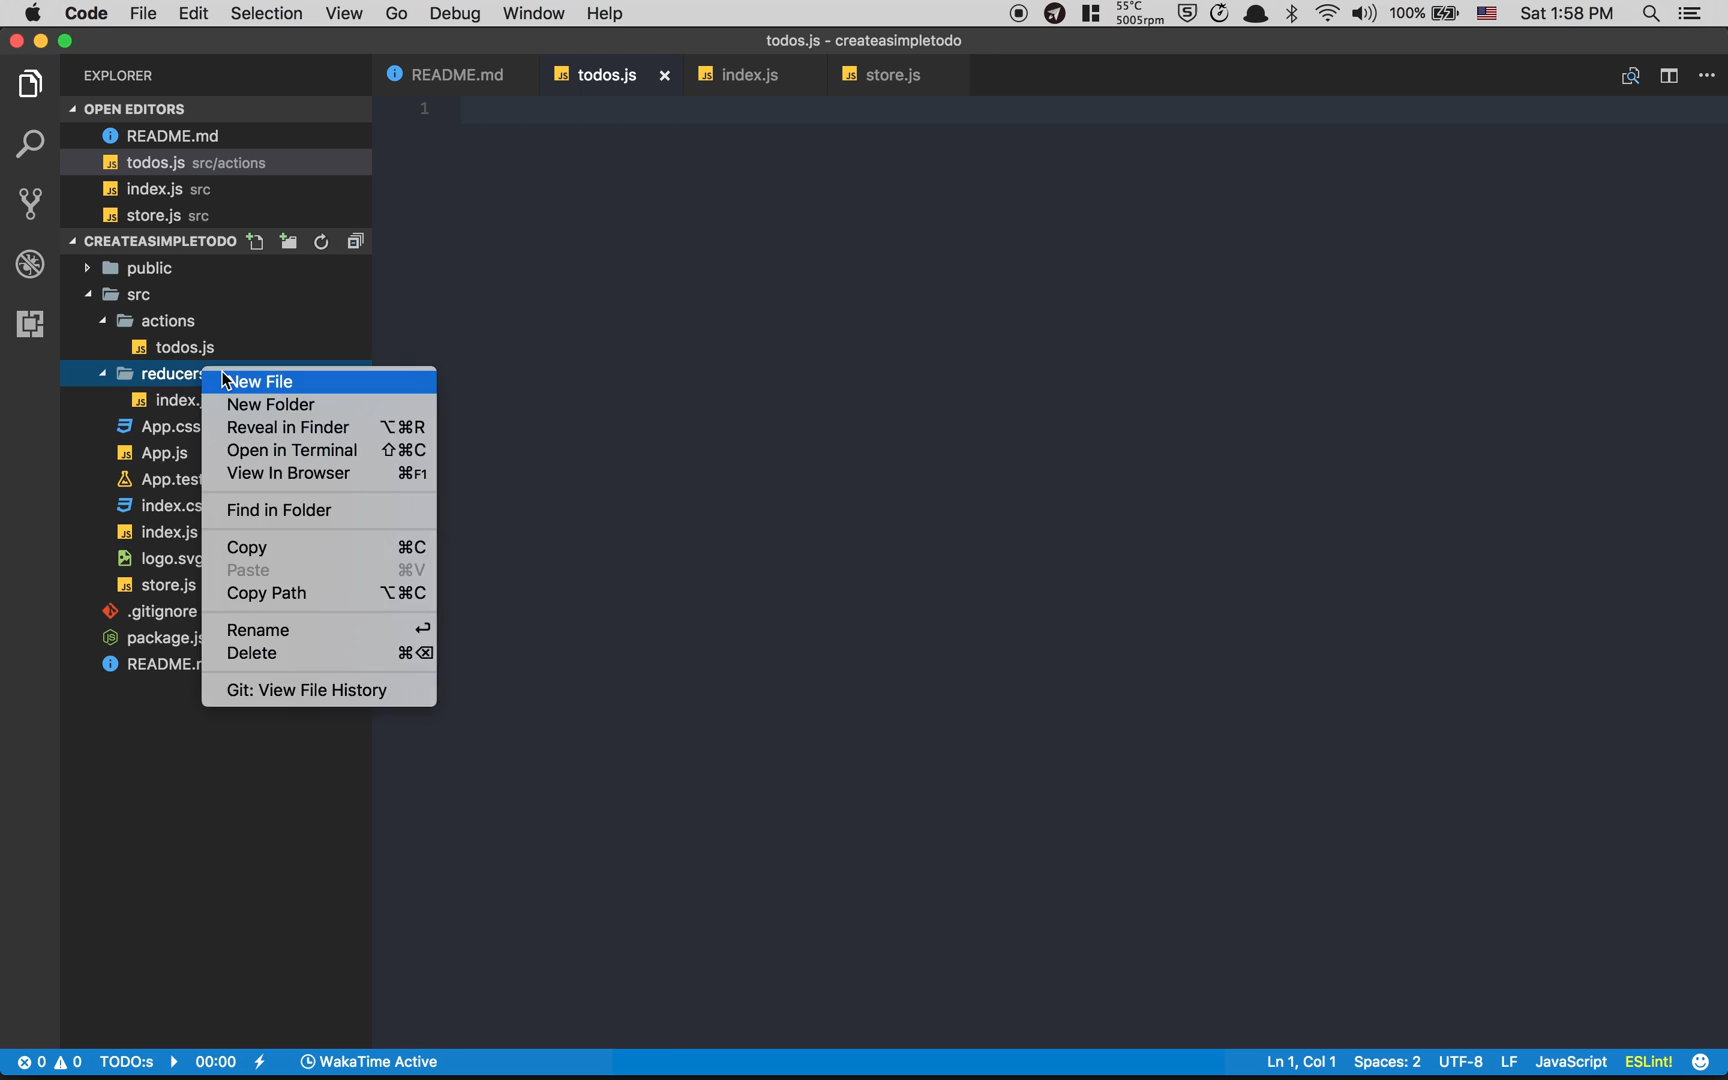 Code File Edit Selection View Go Debug Window Help 55°C 5005rpm 100% Sat 1:58 PM
todos.js - createasimpletodo
EXPLORER
README.md todos.js index.js store.js
OPEN EDITORS
1
README.md
todos.js src/actions
index.js src
store.js src
CREATEASIMPLETODO
public
src
actions
todos.js
reducers
index.
App.css
App.js
App.test
index.cs
index.js
logo.svg
store.js
.gitignore
package.js
README.m
New File
New Folder
Reveal in Finder ⌥⌘R
Open in Terminal ⇧⌘C
View In Browser ⌘F1
Find in Folder
Copy ⌘C
Paste ⌘V
Copy Path ⌥⌘C
Rename ↩
Delete ⌘⌫
Git: View File History
0 0 TODO:s 00:00 WakaTime Active Ln 1, Col 1 Spaces: 2 UTF-8 LF JavaScript ESLint!